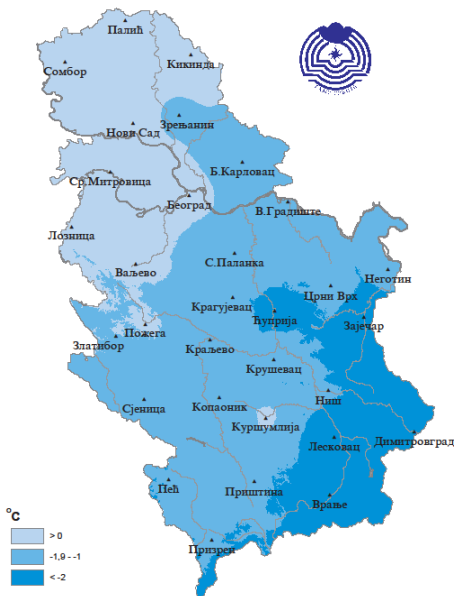 Палић
Кикинда
Сомбор
Зрењанин
Нови Сад
Б.Карловац
Ср.Митровица
Београд
В.Градиште
Лозница
С.Паланка
Ваљево
Неготин
Црни Врх
Крагујевац
Ћуприја
Зајечар
Пожега
Златибор
Краљево
Крушевац
Ниш
Сјеница
Копаоник
Куршумлија
Димитровград
Лесковац
Пећ
Приштина
Врање
Призрен
°c
> 0
-1,9 - -1
< -2